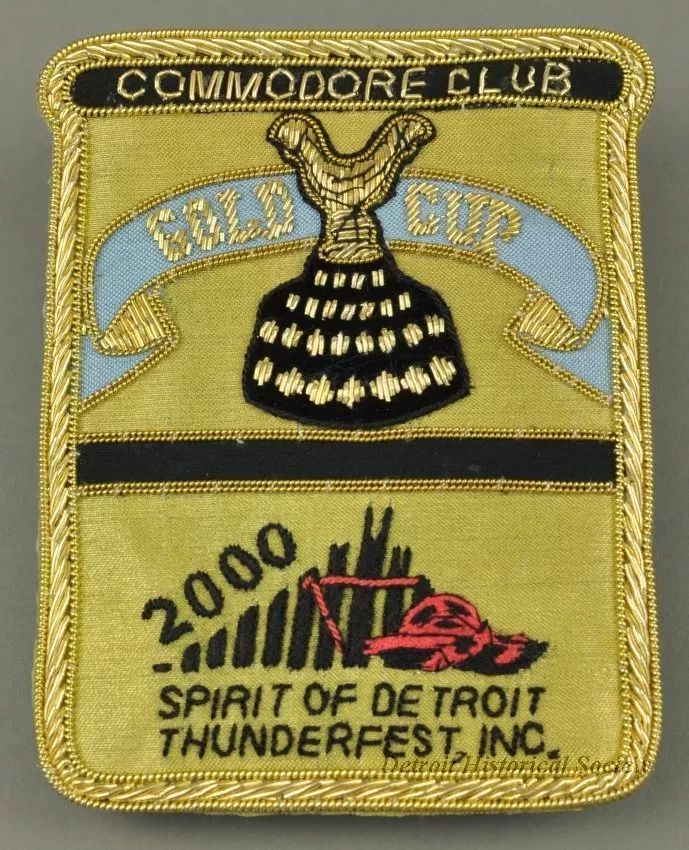 COMMODORE CLUB
GOLD CUP
2000
SPIRIT OF DETROIT
THUNDERFEST, INC.
Detroit Historical Society